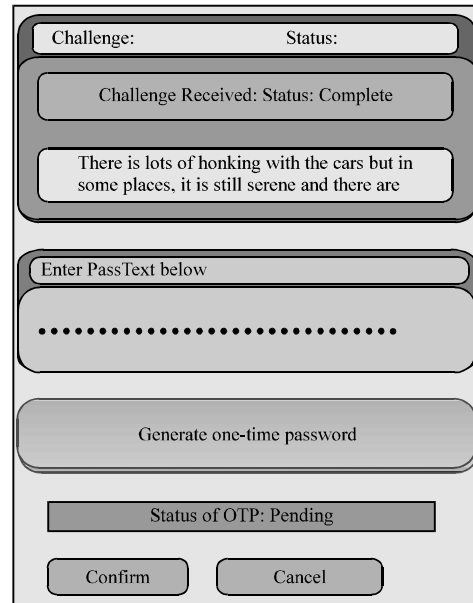 Challenge: Status:
Challenge Received: Status: Complete
There is lots of honking with the cars but in
some places, it is still serene and there are
Enter PassText below
Generate one-time password
Status of OTP: Pending
Confirm Cancel